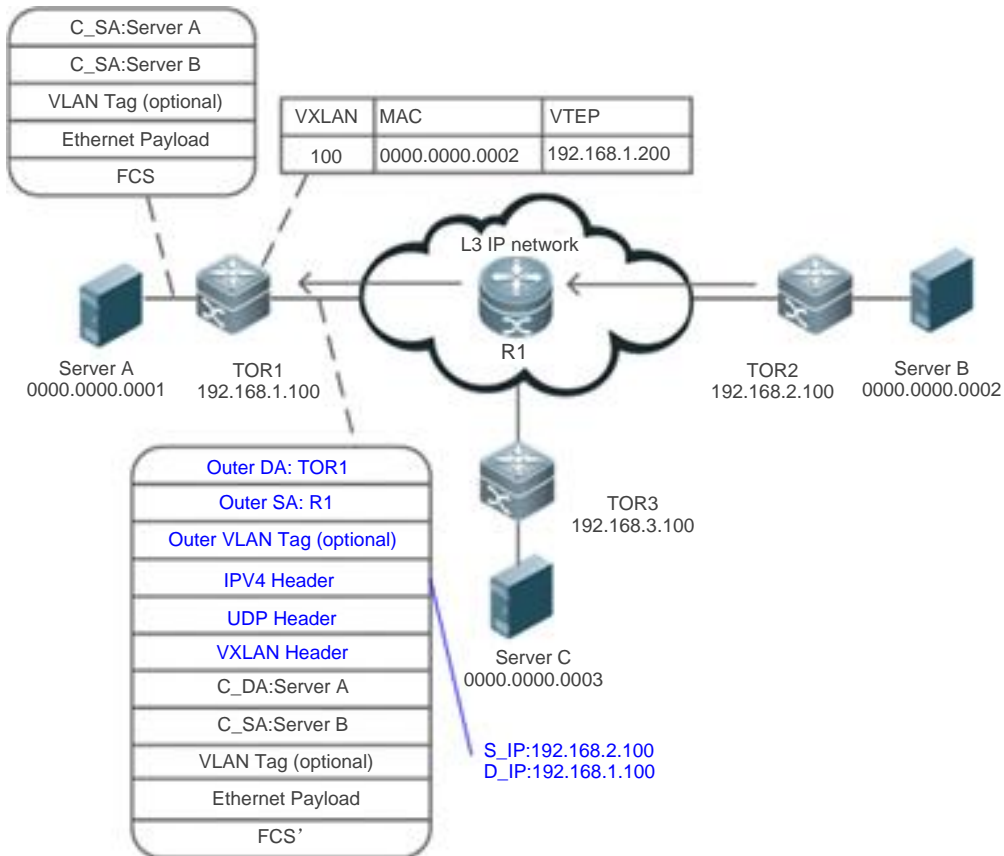 C_SA:Server A
C_SA:Server B
VLAN Tag (optional)
Ethernet Payload
FCS
VXLAN MAC VTEP
100 0000.0000.0002 192.168.1.200
L3 IP network
R1
Server A
0000.0000.0001
TOR1
192.168.1.100
TOR2
192.168.2.100
Server B
0000.0000.0002
TOR3
192.168.3.100
Server C
0000.0000.0003
Outer DA: TOR1
Outer SA: R1
Outer VLAN Tag (optional)
IPV4 Header
UDP Header
VXLAN Header
C_DA:Server A
C_SA:Server B
VLAN Tag (optional)
Ethernet Payload
FCS’
S_IP:192.168.2.100
D_IP:192.168.1.100